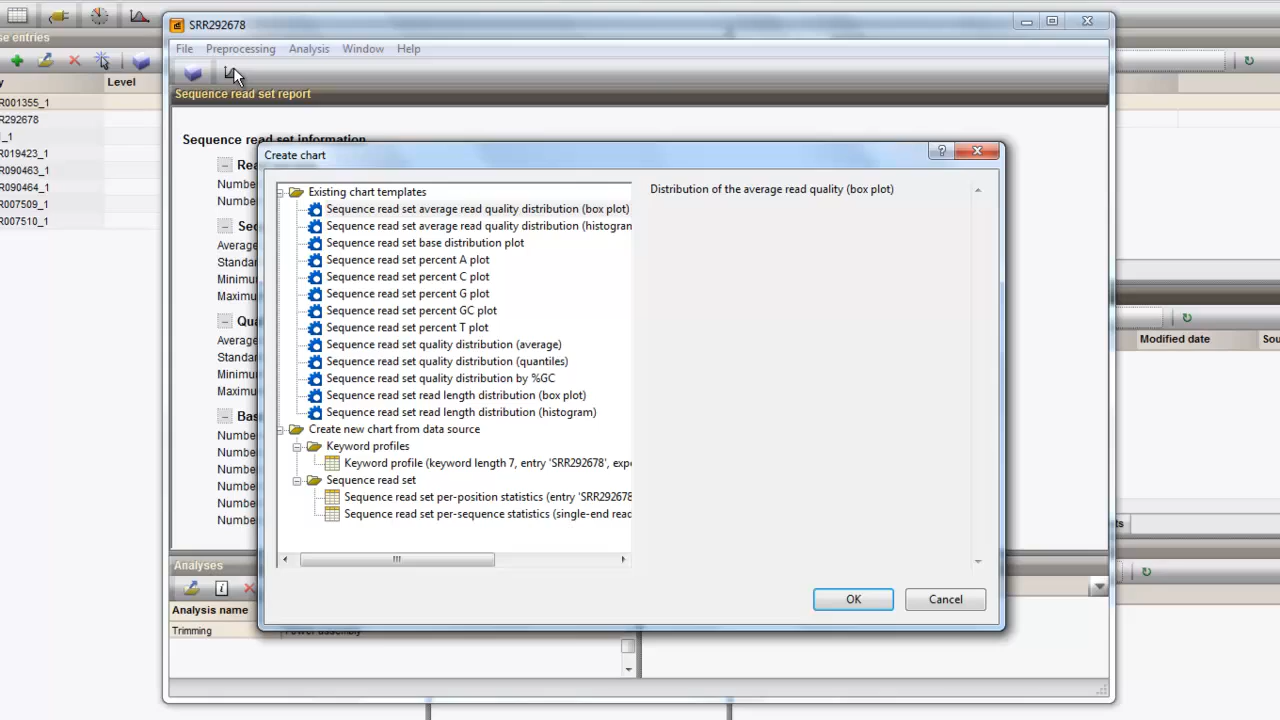 SRR292678
se entries
File Preprocessing Analysis Window Help
y Level
Sequence read set report
R001355_1
R292678
Sequence read set information
1_1
Create chart
R019423_1
Rea
R090463_1
Numbe
R090464_1
Numbe
R007509_1
R007510_1
Se
Average
Standar
Minimu
Maximu
Qua
Average
Standar
Minimu
Maximu
Bas
Numbe
Numbe
Numbe
Numbe
Numbe
Numbe
Existing chart templates
Sequence read set average read quality distribution (box plot)
Sequence read set average read quality distribution (histogran
Sequence read set base distribution plot
Sequence read set percent A plot
Sequence read set percent C plot
Sequence read set percent G plot
Sequence read set percent GC plot
Sequence read set percent T plot
Sequence read set quality distribution (average)
Sequence read set quality distribution (quantiles)
Sequence read set quality distribution by %GC
Sequence read set read length distribution (box plot)
Sequence read set read length distribution (histogram)
Create new chart from data source
Keyword profiles
Keyword profile (keyword length 7, entry 'SRR292678', expe
Sequence read set
Sequence read set per-position statistics (entry 'SRR292678
Sequence read set per-sequence statistics (single-end read
Distribution of the average read quality (box plot)
OK Cancel
Analyses
Analysis name
Trimming Power assembly
Modified date Sou
ts